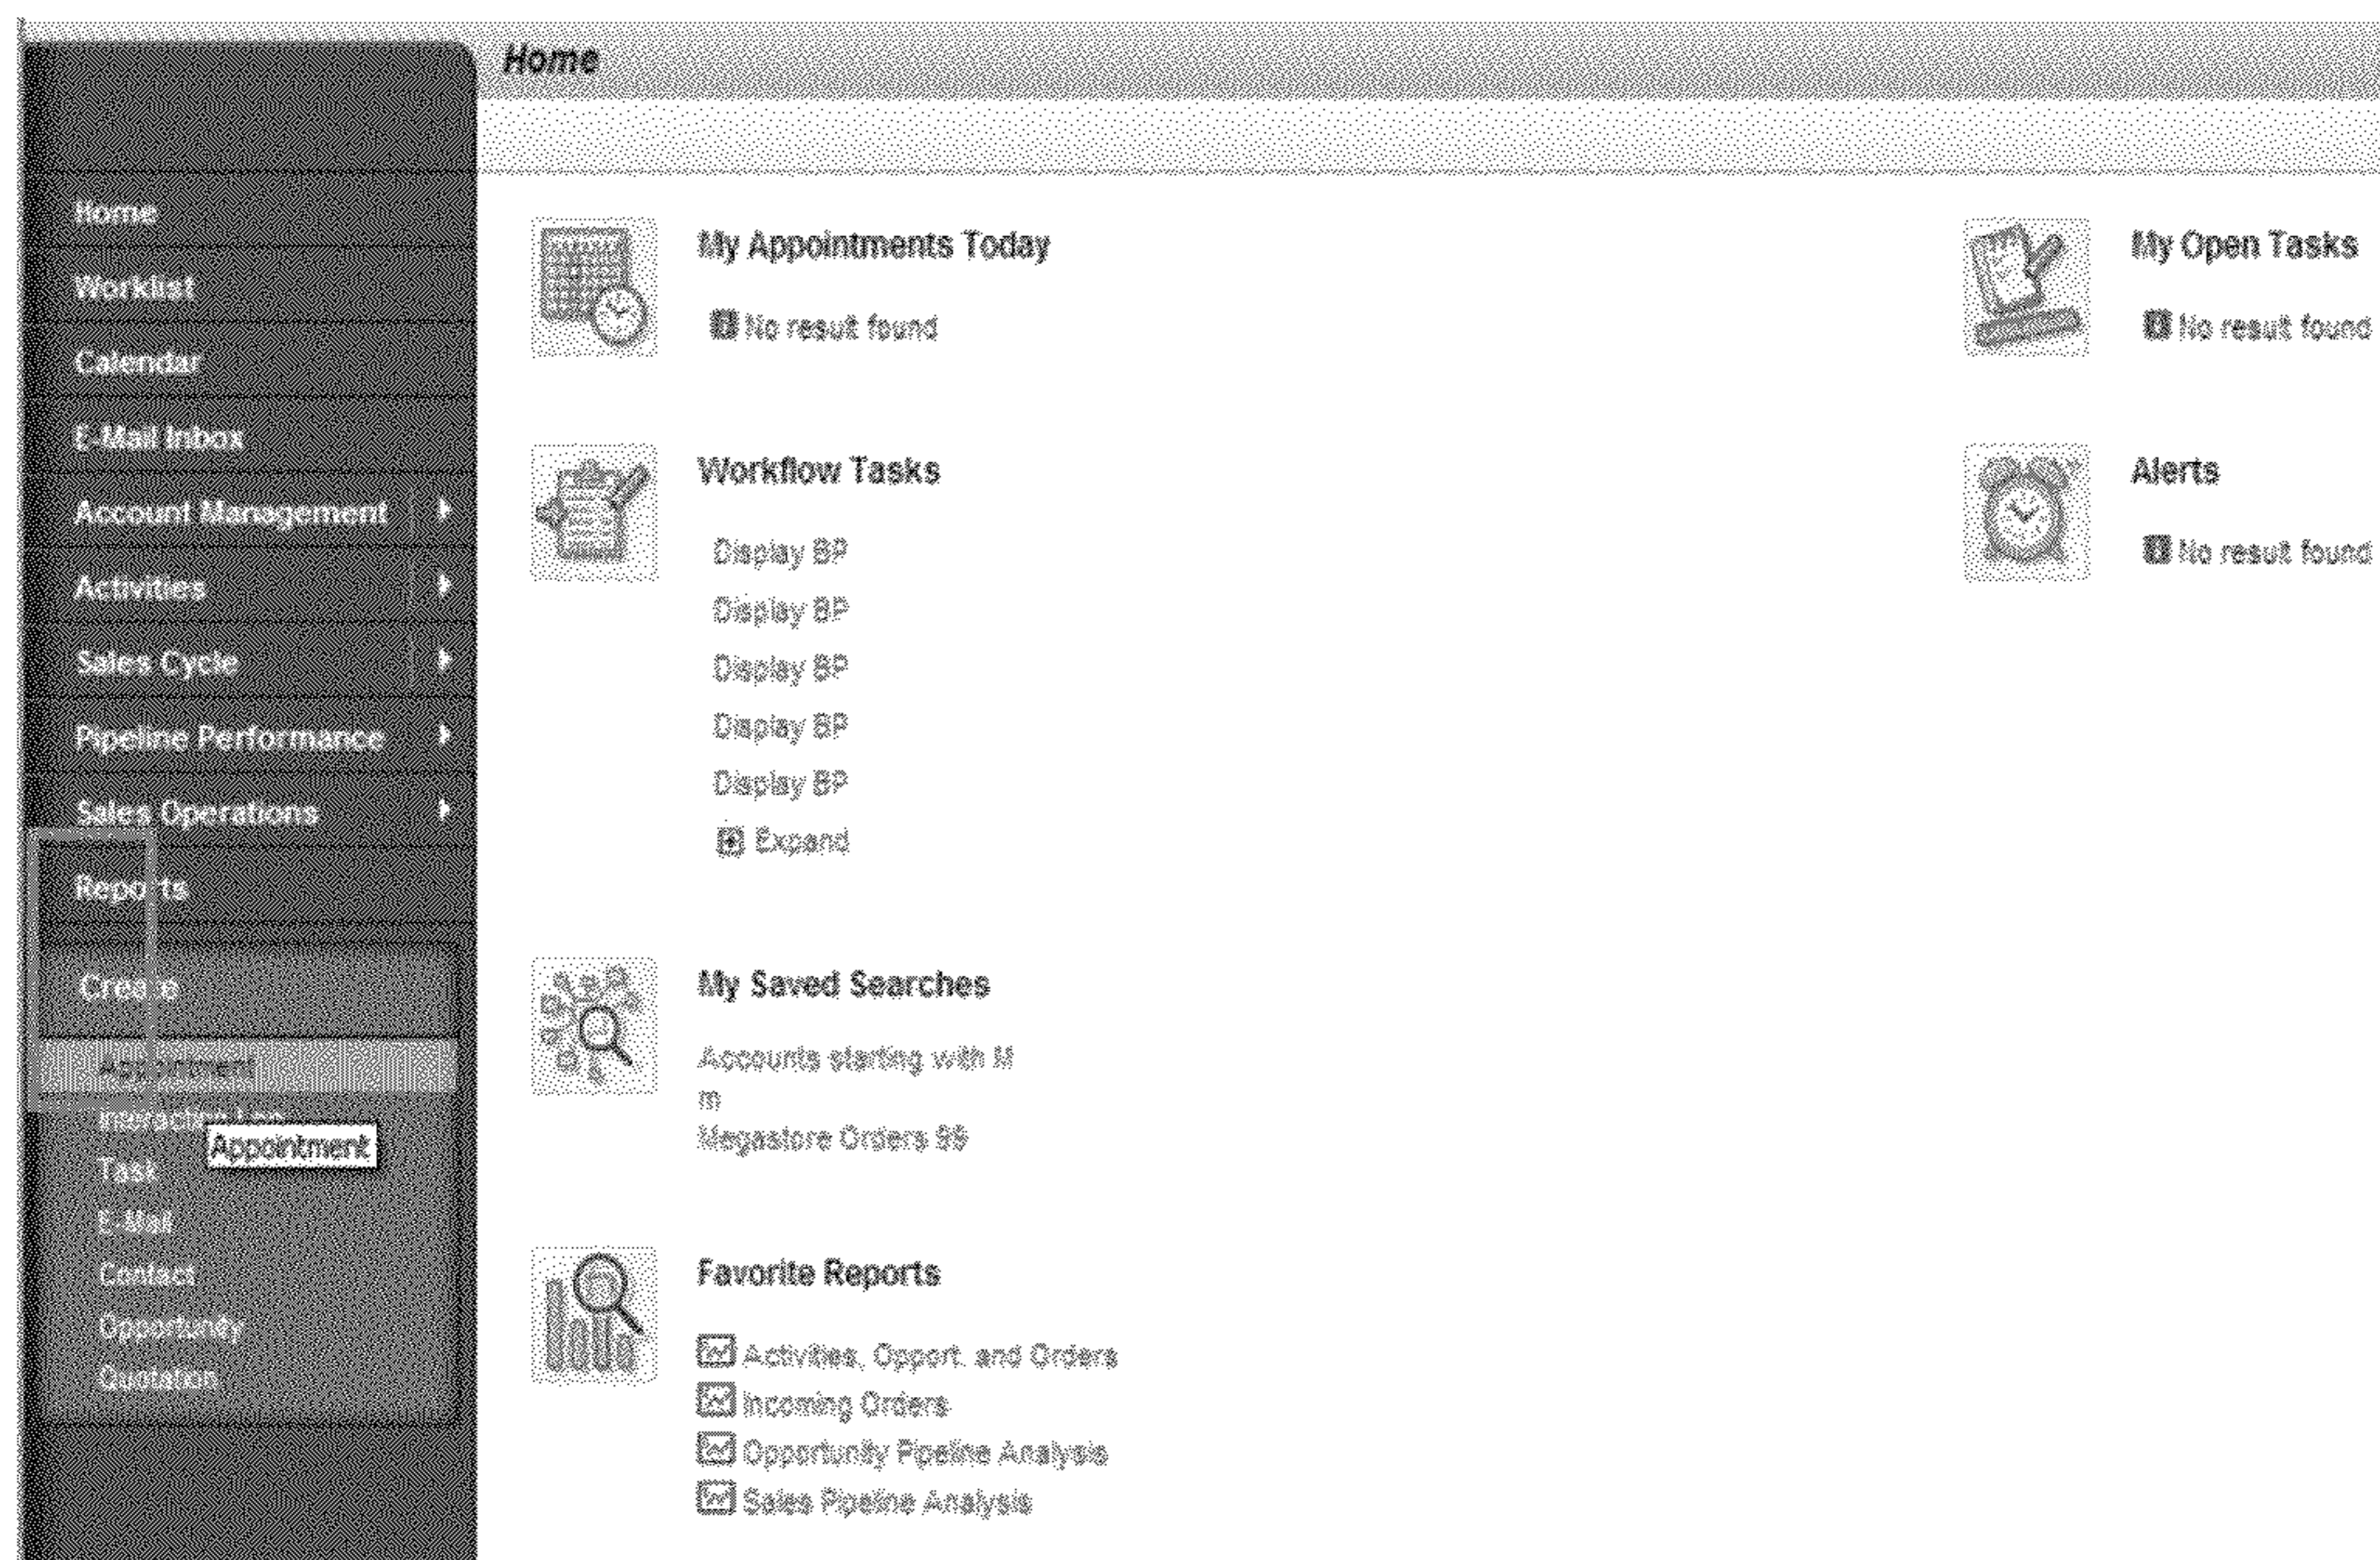 Home
Home
Worklist
Calendar
E-Mail Inbox
Account Management
Activities
Sales Cycle
Pipeline Performance
Sales Operations
Reports
Create
Appointment
Interaction Log
Appointment
Task
E-Mail
Contact
Opportunity
Quotation
My Appointments Today
No result found
My Open Tasks
No result found
Workflow Tasks
Display BP
Display BP
Display BP
Display BP
Display BP
Expand
Alerts
No result found
My Saved Searches
Accounts starting with M
m
Megastore Orders 99
Favorite Reports
Activities, Opport. and Orders
Incoming Orders
Opportunity Pipeline Analysis
Sales Pipeline Analysis